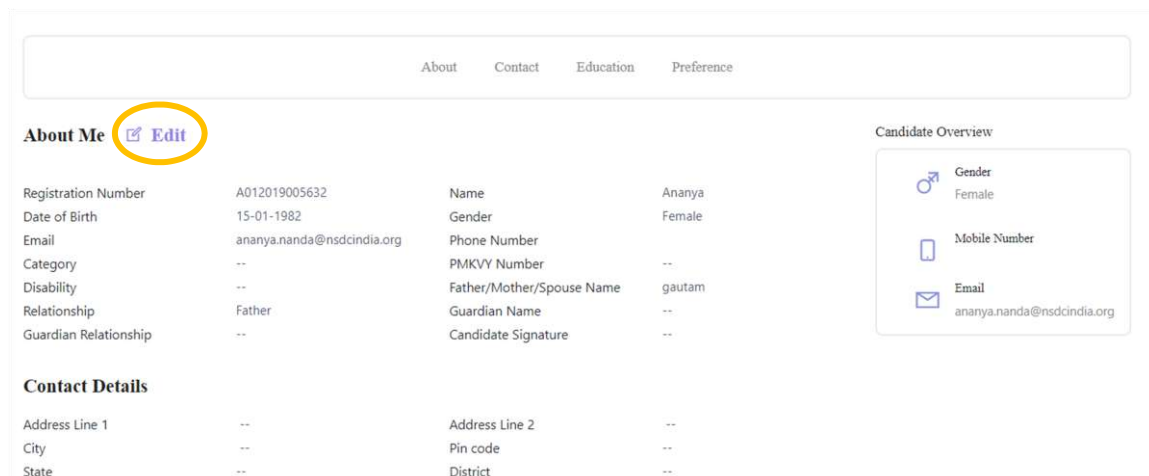 About Contact Education Preference
About Me Edit
Registration Number A012019005632 Name Ananya
Date of Birth 15-01-1982 Gender Female
Email ananya.nanda@nsdcindia.org Phone Number
Category -- PMKVY Number --
Disability -- Father/Mother/Spouse Name gautam
Relationship Father Guardian Name --
Guardian Relationship -- Candidate Signature --
Candidate Overview
Gender
Female
Mobile Number
Email
ananya.nanda@nsdcindia.org
Contact Details
Address Line 1 -- Address Line 2 --
City -- Pin code --
State -- District --